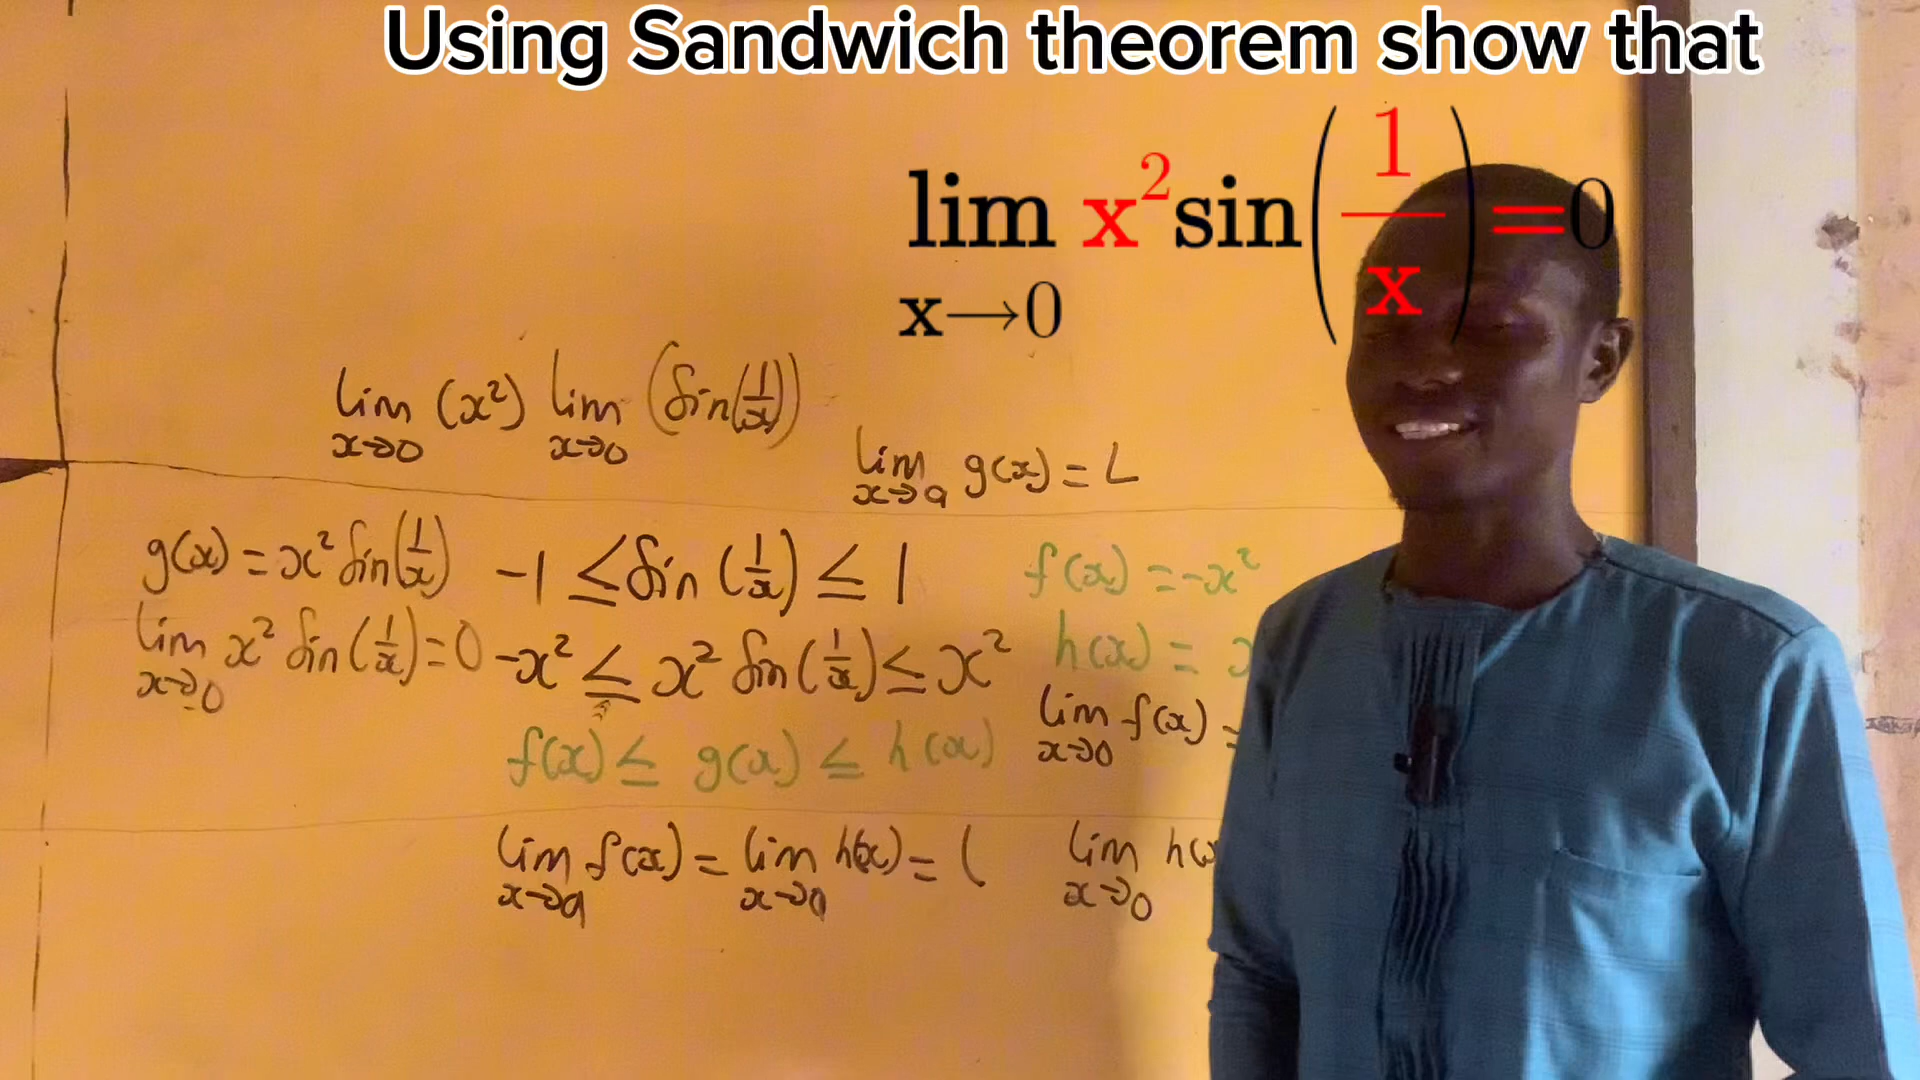 Using Sandwich theorem show that
lim x→0 x² sin(1/x) = 0
lim x→0 (x²) lim x→0 (Sin(1/x))
lim x→a g(x) = L
g(x) = x² Sin(1/x)
-1 ≤ Sin(1/x) ≤ 1
f(x) = -x²
lim x→0 x² Sin(1/x) = 0
-x² ≤ x² Sin(1/x) ≤ x²
h(x) =
lim x→0 f(x) =
f(x) ≤ g(x) ≤ h(x)
lim x→a f(x) = lim x→a h(x) = L
lim x→0 h(x